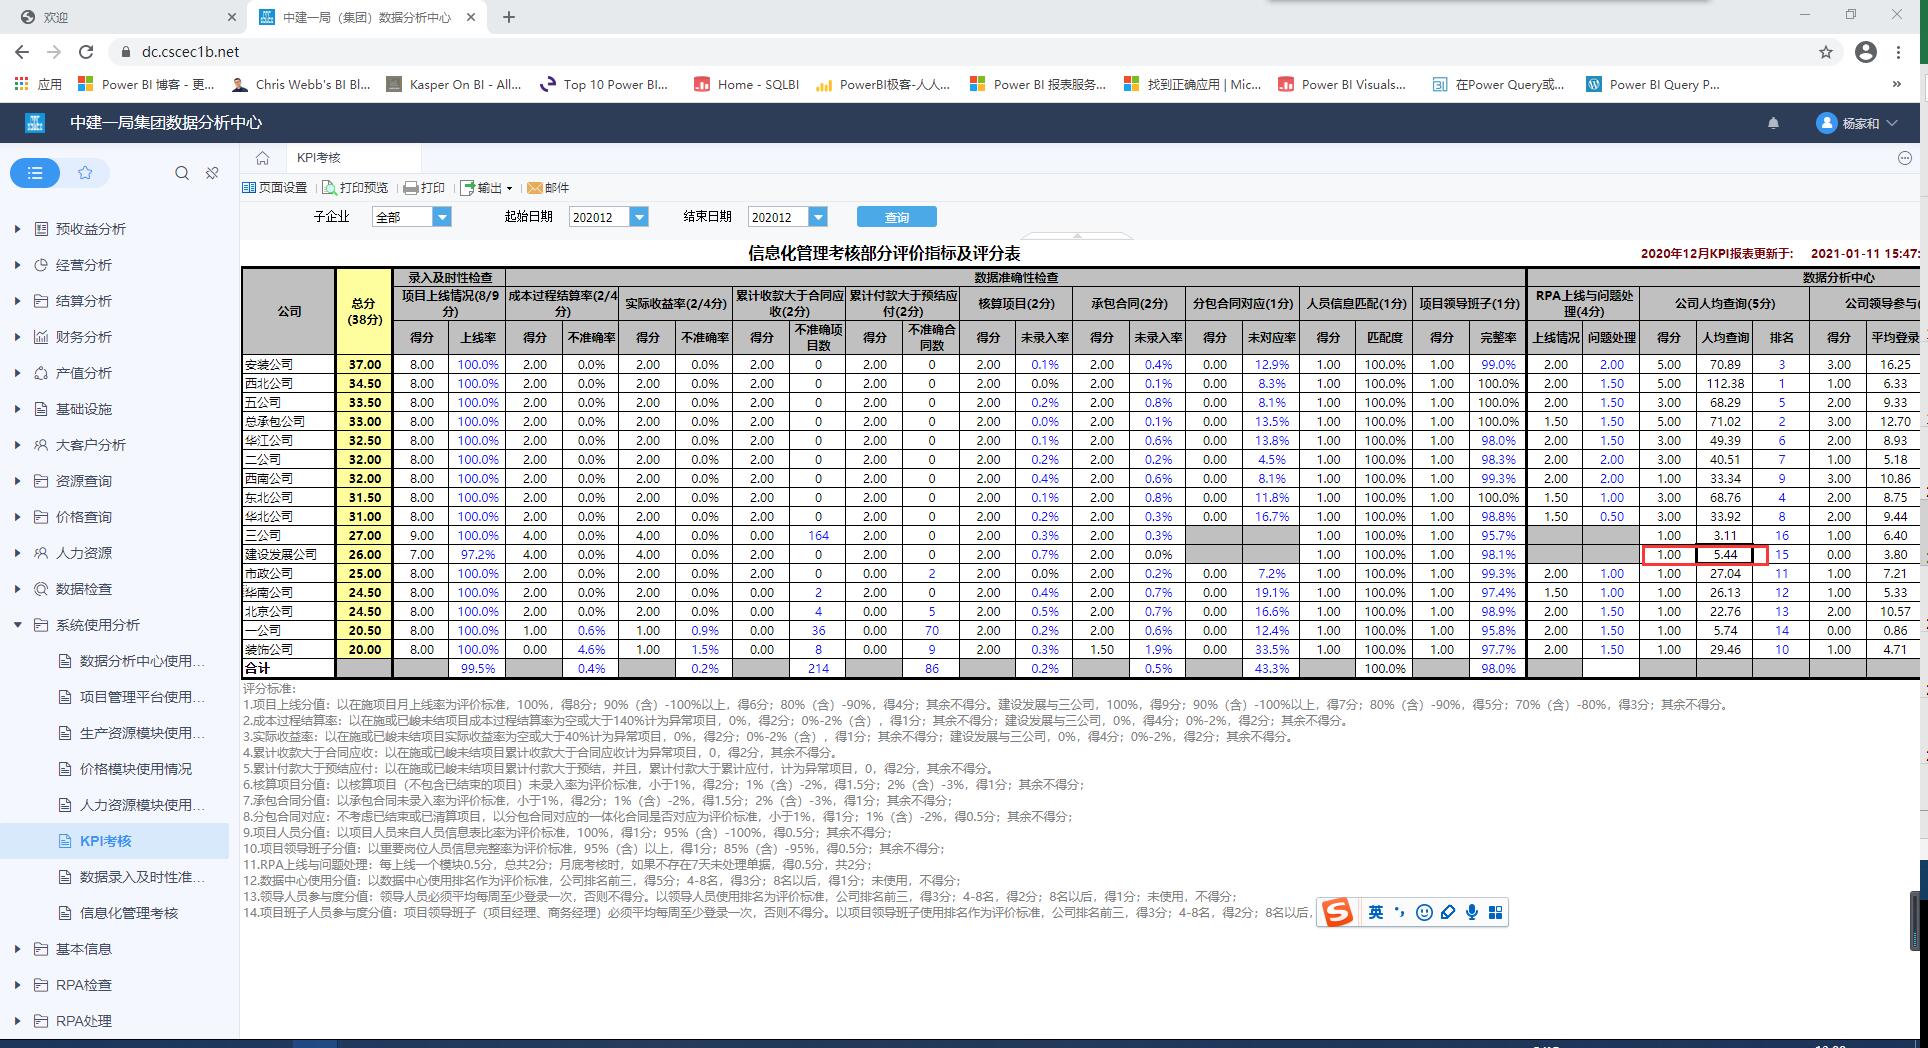 欢迎
中建一局（集团）数据分析中心
dc.cscec1b.net
应用 Power BI 博客 - 更... Chris Webb's BI Bl... Kasper On BI - All... Top 10 Power BI... Home - SQLBI PowerBI极客-人人... Power BI 报表服务... 找到正确应用 | Mic... Power BI Visuals... 在Power Query或... Power BI Query P... »
中建一局集团数据分析中心 杨家和
KPI考核
页面设置 打印预览 打印 输出 邮件
子企业 全部 起始日期 202012 结束日期 202012 查询
预收益分析
经营分析
结算分析
财务分析
产值分析
基础设施
大客户分析
资源查询
价格查询
人力资源
数据检查
系统使用分析
数据分析中心使用...
项目管理平台使用...
生产资源模块使用...
价格模块使用情况
人力资源模块使用...
KPI考核
数据录入及时性准...
信息化管理考核
基本信息
RPA检查
RPA处理
信息化管理考核部分评价指标及评分表 2020年12月KPI报表更新于： 2021-01-11 15:47:
公司 总分(38分) 录入及时性检查 数据准确性检查 数据分析中心
项目上线情况(8/9分) 成本过程结算率(2/4分) 实际收益率(2/4分) 累计收款大于合同应收(2分) 累计付款大于预结应付(2分) 核算项目(2分) 承包合同(2分) 分包合同对应(1分) 人员信息匹配(1分) 项目领导班子(1分) RPA上线与问题处理(4分) 公司人均查询(5分) 公司领导参与(
得分 上线率 得分 不准确率 得分 不准确率 得分 不准确项目数 得分 不准确合同数 得分 未录入率 得分 未录入率 得分 未对应率 得分 匹配度 得分 完整率 上线情况 问题处理 得分 人均查询 排名 得分 平均登录
安装公司 37.00 8.00 100.0% 2.00 0.0% 2.00 0.0% 2.00 0 2.00 0 2.00 0.1% 2.00 0.4% 0.00 12.9% 1.00 100.0% 1.00 99.0% 2.00 2.00 5.00 70.89 3 3.00 16.25
西北公司 34.50 8.00 100.0% 2.00 0.0% 2.00 0.0% 2.00 0 2.00 0 2.00 0.0% 2.00 0.1% 0.00 8.3% 1.00 100.0% 1.00 100.0% 2.00 1.50 5.00 112.38 1 1.00 6.33
五公司 33.50 8.00 100.0% 2.00 0.0% 2.00 0.0% 2.00 0 2.00 0 2.00 0.2% 2.00 0.8% 0.00 8.1% 1.00 100.0% 1.00 100.0% 2.00 1.50 3.00 68.29 5 2.00 9.33
总承包公司 33.00 8.00 100.0% 2.00 0.0% 2.00 0.0% 2.00 0 2.00 0 2.00 0.0% 2.00 0.1% 0.00 13.5% 1.00 100.0% 1.00 100.0% 1.50 1.50 5.00 71.02 2 3.00 12.70
华江公司 32.50 8.00 100.0% 2.00 0.0% 2.00 0.0% 2.00 0 2.00 0 2.00 0.1% 2.00 0.6% 0.00 13.8% 1.00 100.0% 1.00 98.0% 2.00 1.50 3.00 49.39 6 2.00 8.93
二公司 32.00 8.00 100.0% 2.00 0.0% 2.00 0.0% 2.00 0 2.00 0 2.00 0.2% 2.00 0.2% 0.00 4.5% 1.00 100.0% 1.00 98.3% 2.00 2.00 3.00 40.51 7 1.00 5.18
西南公司 32.00 8.00 100.0% 2.00 0.0% 2.00 0.0% 2.00 0 2.00 0 2.00 0.4% 2.00 0.6% 0.00 8.1% 1.00 100.0% 1.00 99.3% 2.00 2.00 1.00 33.34 9 3.00 10.86
东北公司 31.50 8.00 100.0% 2.00 0.0% 2.00 0.0% 2.00 0 2.00 0 2.00 0.1% 2.00 0.8% 0.00 11.8% 1.00 100.0% 1.00 100.0% 1.50 1.00 3.00 68.76 4 2.00 8.75
华北公司 31.00 8.00 100.0% 2.00 0.0% 2.00 0.0% 2.00 0 2.00 0 2.00 0.2% 2.00 0.3% 0.00 16.7% 1.00 100.0% 1.00 98.8% 1.50 0.50 3.00 33.92 8 2.00 9.44
三公司 27.00 9.00 100.0% 4.00 0.0% 4.00 0.0% 0.00 164 2.00 0 2.00 0.3% 2.00 0.3% 1.00 100.0% 1.00 95.7% 1.00 3.11 16 1.00 6.40
建设发展公司 26.00 7.00 97.2% 4.00 0.0% 4.00 0.0% 2.00 0 2.00 0 2.00 0.7% 2.00 0.0% 1.00 100.0% 1.00 98.1% 1.00 5.44 15 0.00 3.80
市政公司 25.00 8.00 100.0% 2.00 0.0% 2.00 0.0% 2.00 0 0.00 2 2.00 0.0% 2.00 0.2% 0.00 7.2% 1.00 100.0% 1.00 99.3% 2.00 1.00 1.00 27.04 11 1.00 7.21
华南公司 24.50 8.00 100.0% 2.00 0.0% 2.00 0.0% 0.00 2 2.00 0 2.00 0.4% 2.00 0.7% 0.00 19.1% 1.00 100.0% 1.00 97.4% 1.50 1.00 1.00 26.13 12 1.00 5.33
北京公司 24.50 8.00 100.0% 2.00 0.0% 2.00 0.0% 0.00 4 0.00 5 2.00 0.5% 2.00 0.7% 0.00 16.6% 1.00 100.0% 1.00 98.9% 2.00 1.50 1.00 22.76 13 2.00 10.57
一公司 20.50 8.00 100.0% 1.00 0.6% 1.00 0.9% 0.00 36 0.00 70 2.00 0.2% 2.00 0.6% 0.00 12.4% 1.00 100.0% 1.00 95.8% 2.00 1.50 1.00 5.74 14 0.00 0.86
装饰公司 20.00 8.00 100.0% 0.00 4.6% 1.00 1.5% 0.00 8 0.00 9 2.00 0.3% 1.50 1.9% 0.00 33.5% 1.00 100.0% 1.00 97.7% 2.00 1.50 1.00 29.46 10 1.00 4.71
合计 99.5% 0.4% 0.2% 214 86 0.2% 0.5% 43.3% 100.0% 98.0%
评分标准：
1.项目上线分值：以在施项目月上线率为评价标准，100%，得8分；90%（含）-100%以上，得6分；80%（含）-90%，得4分；其余不得分。建设发展与三公司，100%，得9分；90%（含）-100%以上，得7分；80%（含）-90%，得5分；70%（含）-80%，得3分；其余不得分。
2.成本过程结算率：以在施或已峻未结项目成本过程结算率为空或大于140%计为异常项目，0%，得2分；0%-2%（含），得1分；其余不得分；建设发展与三公司，0%，得4分；0%-2%，得2分；其余不得分。
3.实际收益率：以在施或已峻未结项目实际收益率为空或大于40%计为异常项目，0%，得2分；0%-2%（含），得1分；其余不得分；建设发展与三公司，0%，得4分；0%-2%，得2分；其余不得分。
4.累计收款大于合同应收：以在施或已峻未结项目累计收款大于合同应收计为异常项目，0，得2分，其余不得分。
5.累计付款大于预结应付：以在施或已峻未结项目累计付款大于预结，并且，累计付款大于累计应付，计为异常项目，0，得2分，其余不得分。
6.核算项目分值：以核算项目（不包含已结束的项目）未录入率为评价标准，小于1%，得2分；1%（含）-2%，得1.5分；2%（含）-3%，得1分；其余不得分；
7.承包合同分值：以承包合同未录入率为评价标准，小于1%，得2分；1%（含）-2%，得1.5分；2%（含）-3%，得1分；其余不得分；
8.分包合同对应：不考虑已结束或已清算项目，以分包合同对应的一体化合同是否对应为评价标准，小于1%，得1分；1%（含）-2%，得0.5分；其余不得分；
9.项目人员分值：以项目人员来自人员信息表比率为评价标准，100%，得1分；95%（含）-100%，得0.5分；其余不得分；
10.项目领导班子分值：以重要岗位人员信息完整率为评价标准，95%（含）以上，得1分；85%（含）-95%，得0.5分；其余不得分；
11.RPA上线与问题处理：每上线一个模块0.5分，总共2分；月底考核时，如果不存在7天未处理单据，得0.5分，共2分；
12.数据中心使用分值：以数据中心使用排名作为评价标准，公司排名前三，得5分；4-8名，得3分；8名以后，得1分；未使用，不得分；
13.领导人员参与度分值：领导人员必须平均每周至少登录一次，否则不得分。以领导人员使用排名为评价标准，公司排名前三，得3分；4-8名，得2分；8名以后，得1分；未使用，不得分；
14.项目班子人员参与度分值：项目领导班子（项目经理、商务经理）必须平均每周至少登录一次，否则不得分。以项目领导班子使用排名作为评价标准，公司排名前三，得3分；4-8名，得2分；8名以后，
S 英